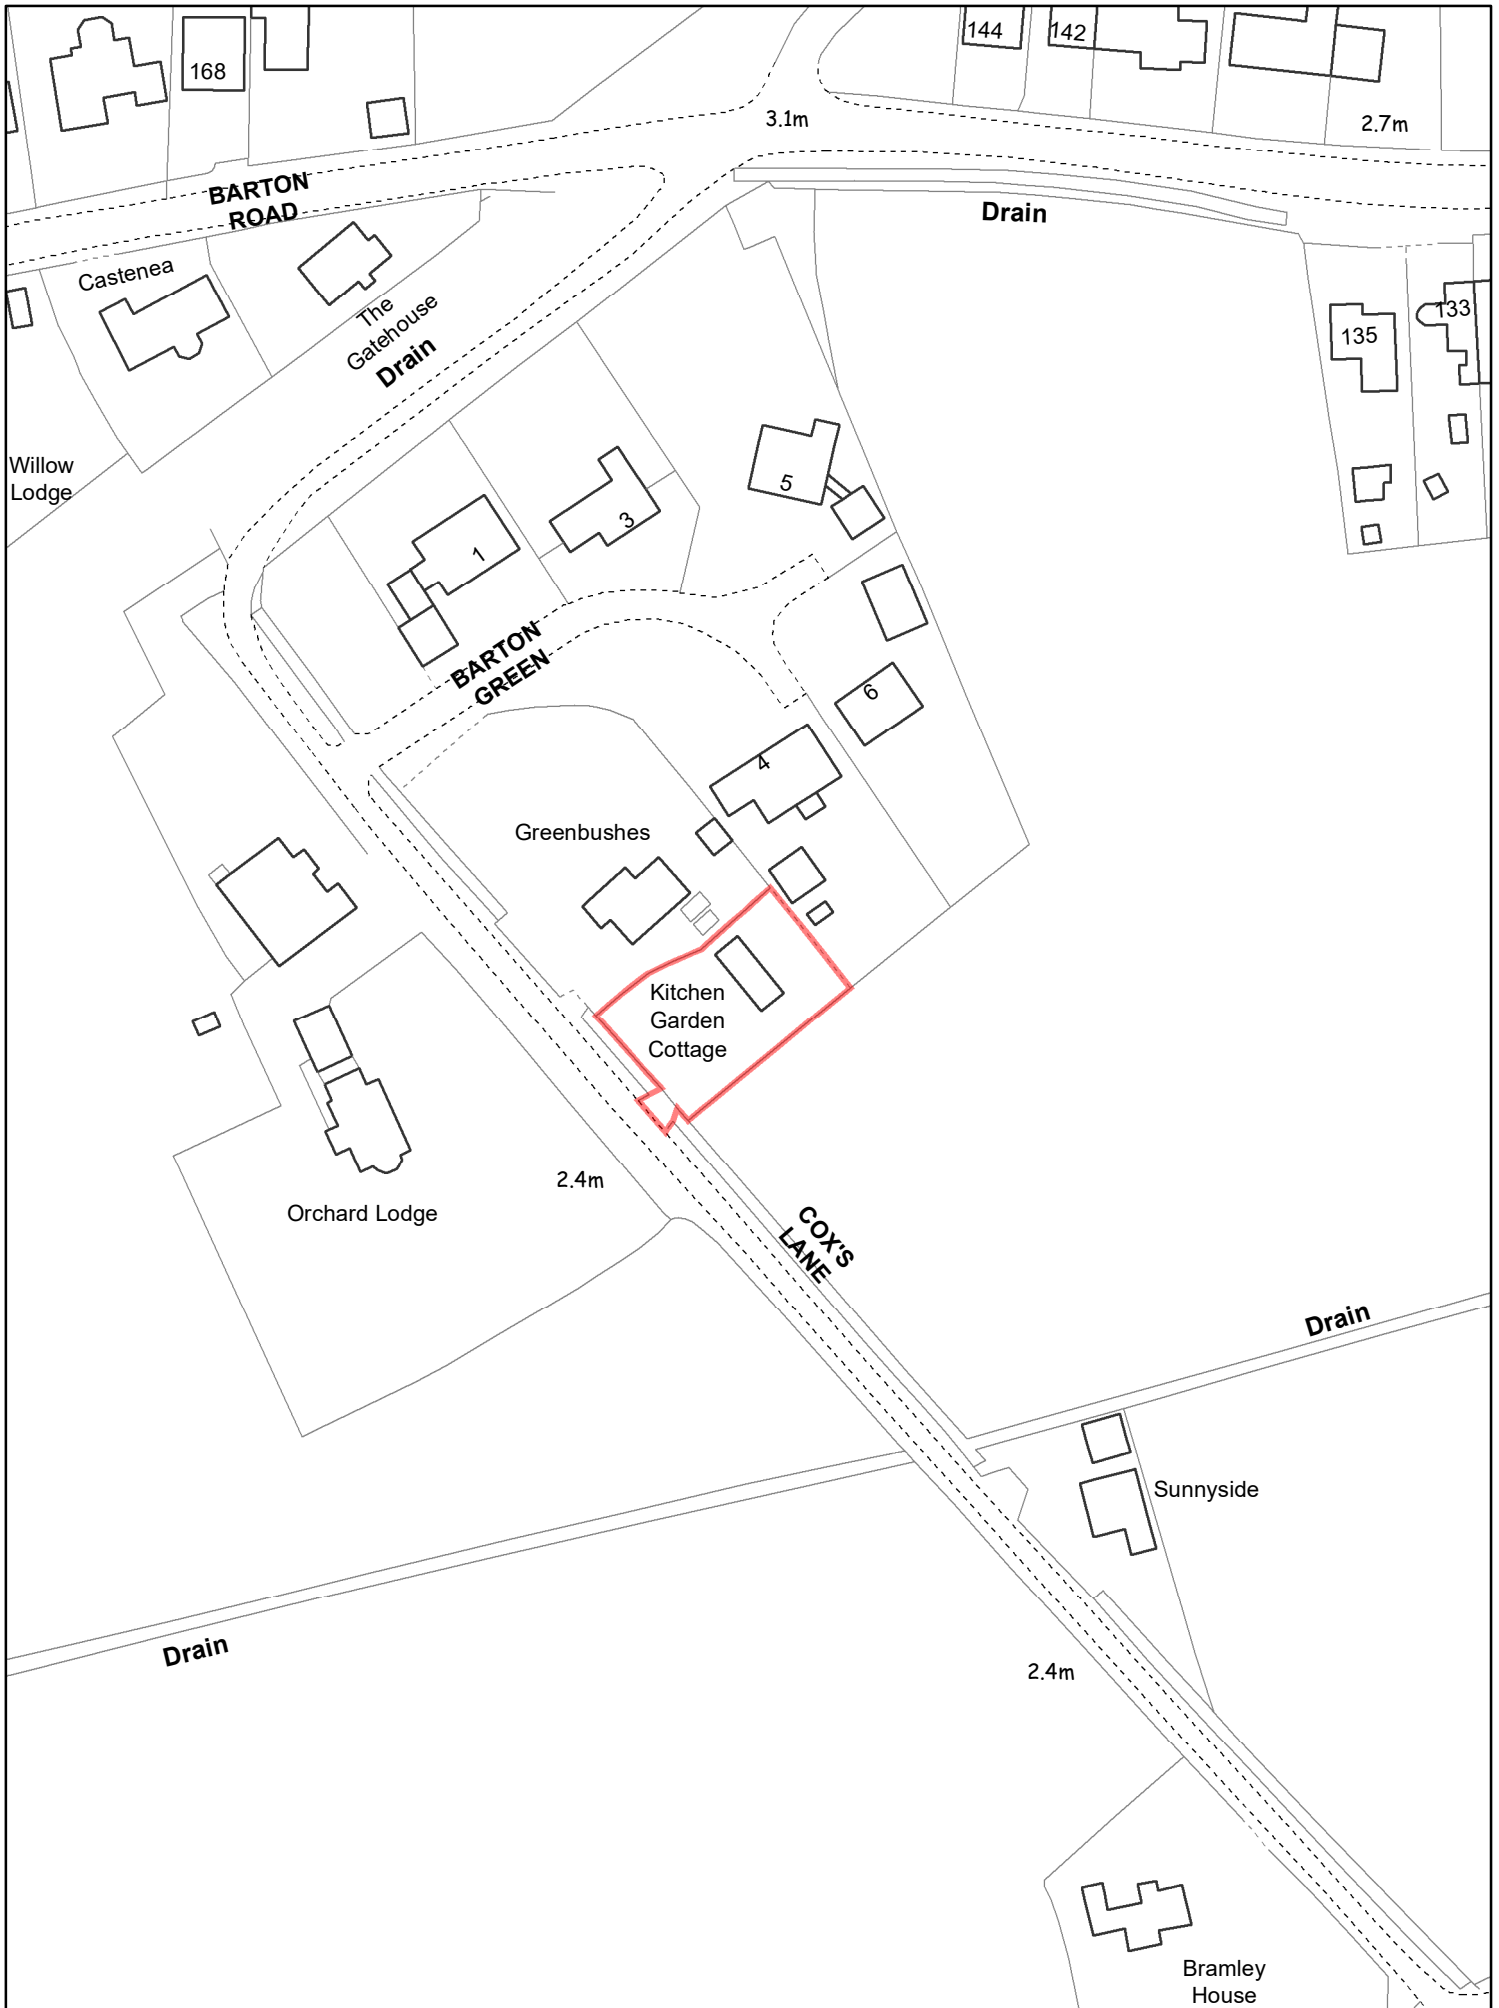 144
142
168
3.1m
2.7m
BARTON
ROAD
Drain
Castenea
The
Gatehouse
Drain
133
135
Willow
Lodge
5
3
1
BARTON
GREEN
6
4
Greenbushes
Kitchen
Garden
Cottage
2.4m
Orchard Lodge
COX'S
LANE
Drain
Sunnyside
Drain
2.4m
Bramley
House